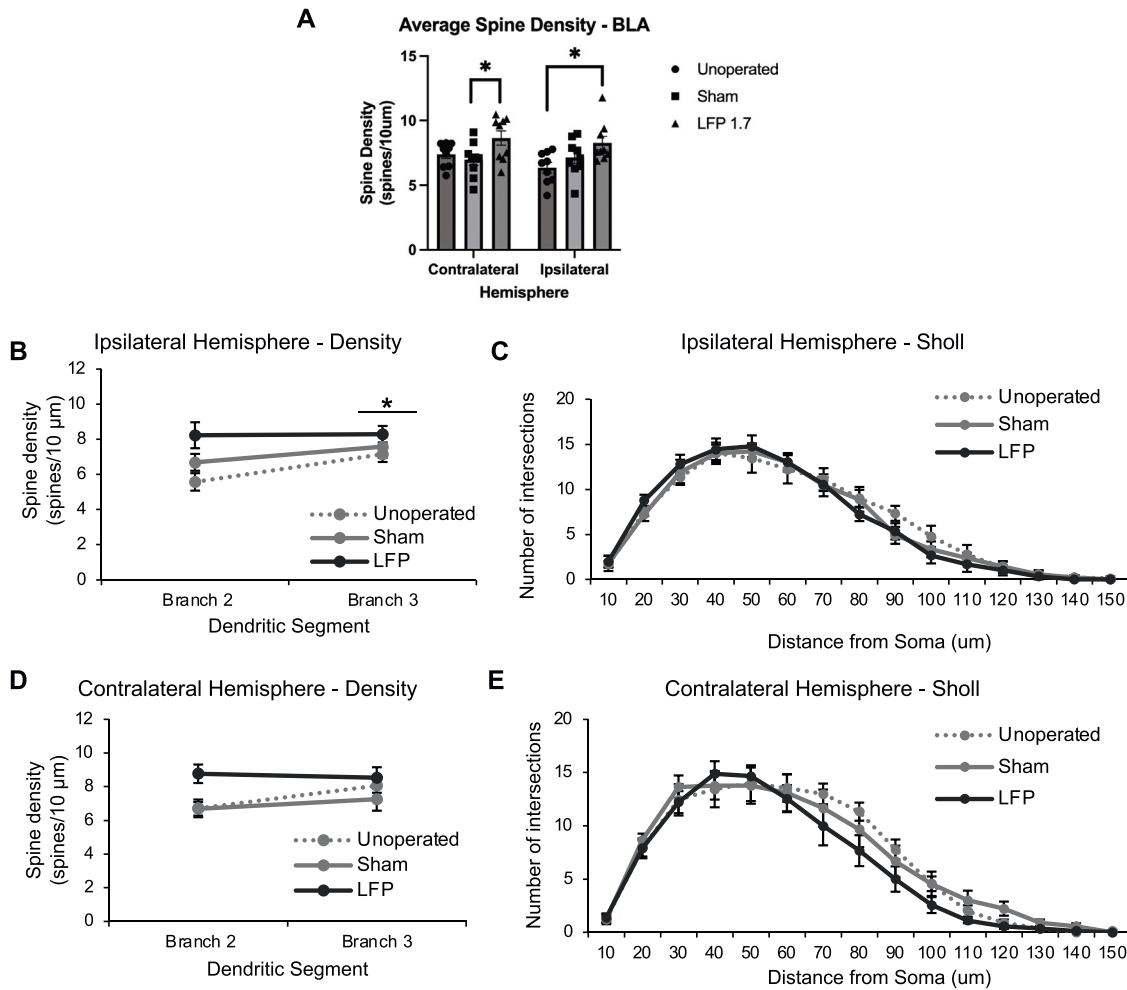 A
Average Spine Density - BLA
Spine Density
(spines/10um)
15
10
5
0
*
*
Unoperated
Sham
LFP 1.7
Contralateral Ipsilateral
Hemisphere
B
Ipsilateral Hemisphere - Density
Spine density
(spines/10 µm)
12
10
8
6
4
2
0
*
Unoperated
Sham
LFP
Branch 2 Branch 3
Dendritic Segment
C
Ipsilateral Hemisphere - Sholl
Number of intersections
20
15
10
5
0
Unoperated
Sham
LFP
10 20 30 40 50 60 70 80 90 100 110 120 130 140 150
Distance from Soma (um)
D
Contralateral Hemisphere - Density
Spine density
(spines/10 µm)
12
10
8
6
4
2
0
Unoperated
Sham
LFP
Branch 2 Branch 3
Dendritic Segment
E
Contralateral Hemisphere - Sholl
Number of intersections
20
15
10
5
0
Unoperated
Sham
LFP
10 20 30 40 50 60 70 80 90 100 110 120 130 140 150
Distance from Soma (um)